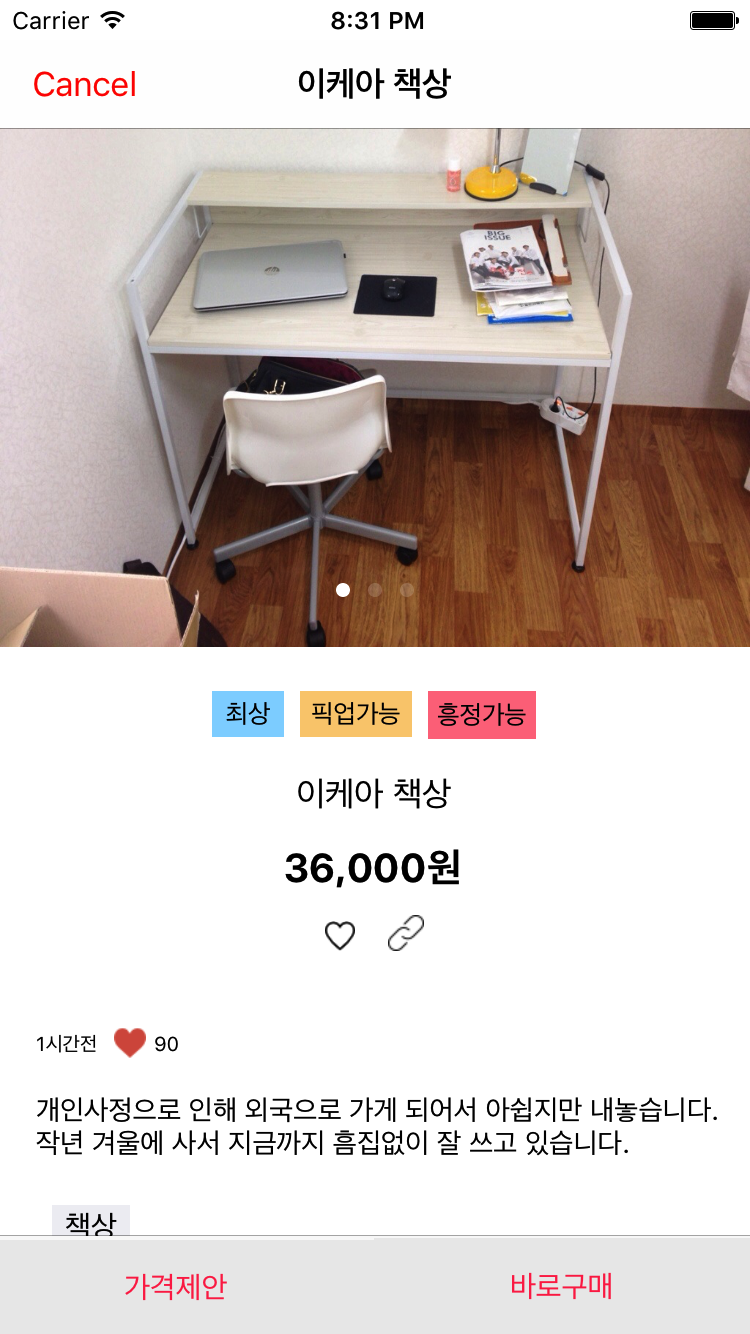 Carrier 8:31 PM
Cancel 이케아 책상
BIG
ISSUE
최상 픽업가능 흥정가능
이케아 책상
36,000원
1시간전 90
개인사정으로 인해 외국으로 가게 되어서 아쉽지만 내놓습니다.
작년 겨울에 사서 지금까지 흠집없이 잘 쓰고 있습니다.
책상
가격제안 바로구매